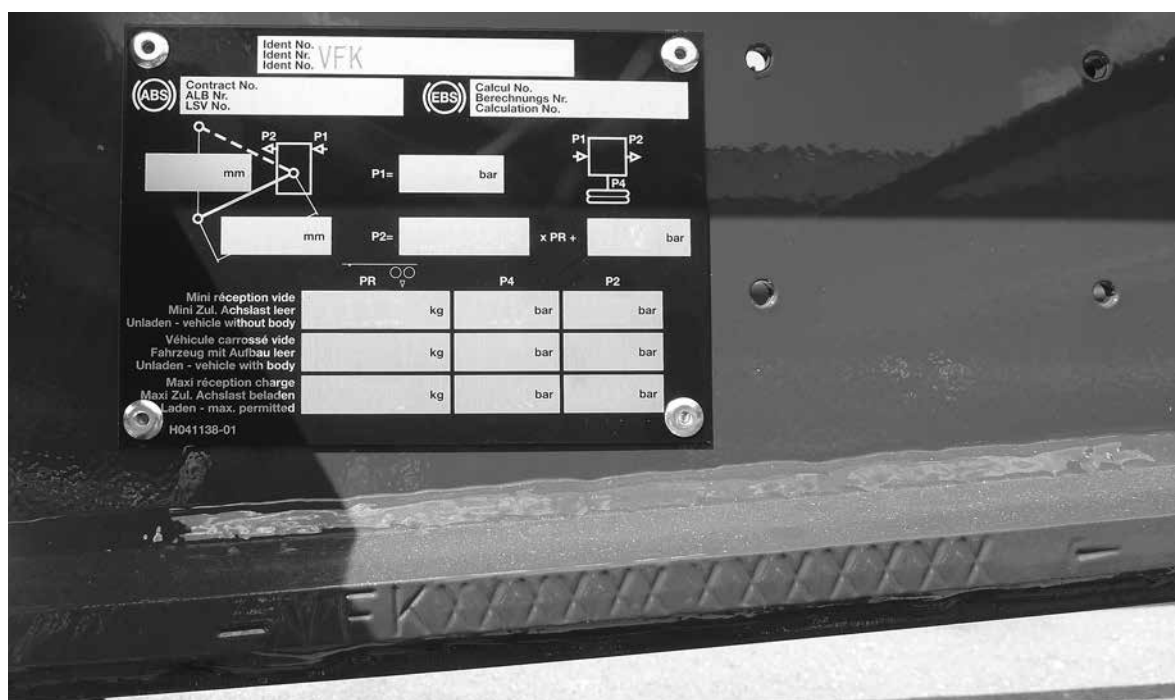 Ident No.
Ident Nr.
Ident No.
VFK
ABS
Contract No.
ALB Nr.
LSV No.
EBS
Calcul No.
Berechnungs Nr.
Calculation No.
P2 P1
mm
P1= bar
P1 P2
P4
mm
P2= x PR + bar
PR P4 P2
Mini réception vide
Mini Zul. Achslast leer
Unladen - vehicle without body
kg bar bar
Véhicule carrossé vide
Fahrzeug mit Aufbau leer
Unladen - vehicle with body
kg bar bar
Maxi réception charge
Maxi Zul. Achslast beladen
Laden - max. permitted
kg bar bar
H041138-01